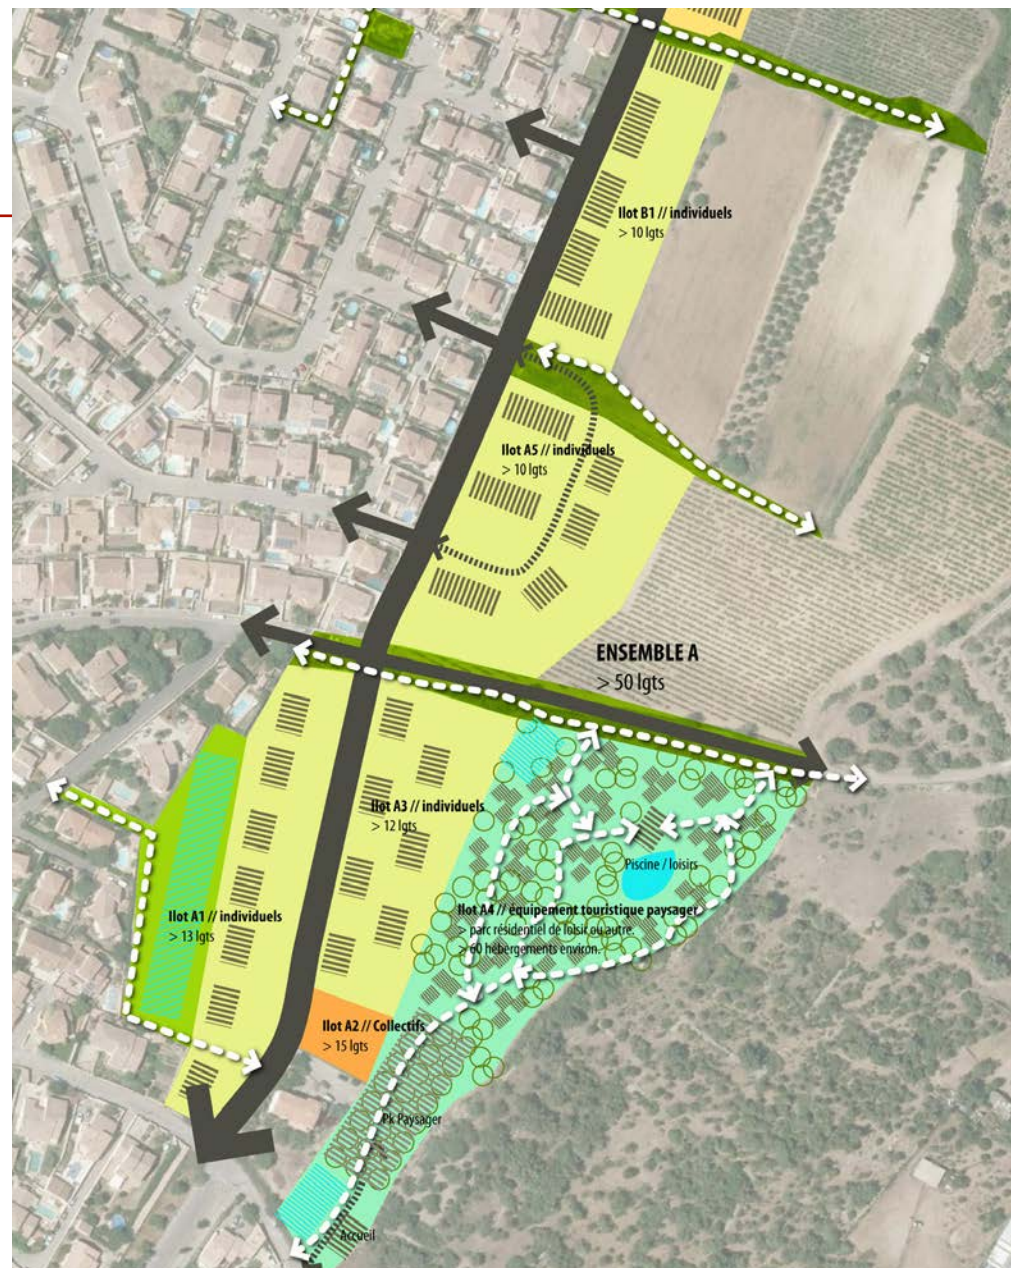 Ilot B1 // individuels
> 10 lgts
Ilot A5 // individuels
> 10 lgts
ENSEMBLE A
> 50 lgts
Ilot A3 // individuels
> 12 lgts
Piscine / loisirs
Ilot A4 // équipement touristique paysager
> parc résidentiel de loisir ou autre.
> 60 hébergements environ.
Ilot A1 // individuels
> 13 lgts
Ilot A2 // Collectifs
> 15 lgts
Pk Paysager
Accueil